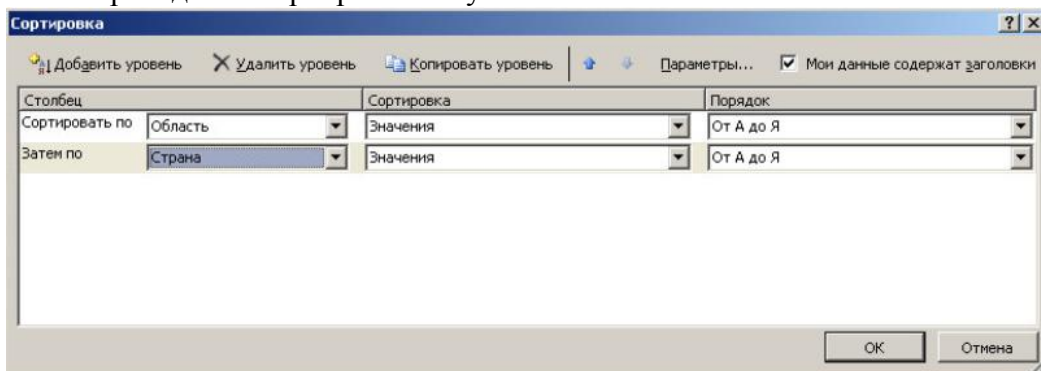 Сортировка
Добавить уровень Удалить уровень Копировать уровень Параметры... Мои данные содержат заголовки
Столбец Сортировка Порядок
Сортировать по Область Значения От А до Я
Затем по Страна Значения От А до Я
ОК Отмена